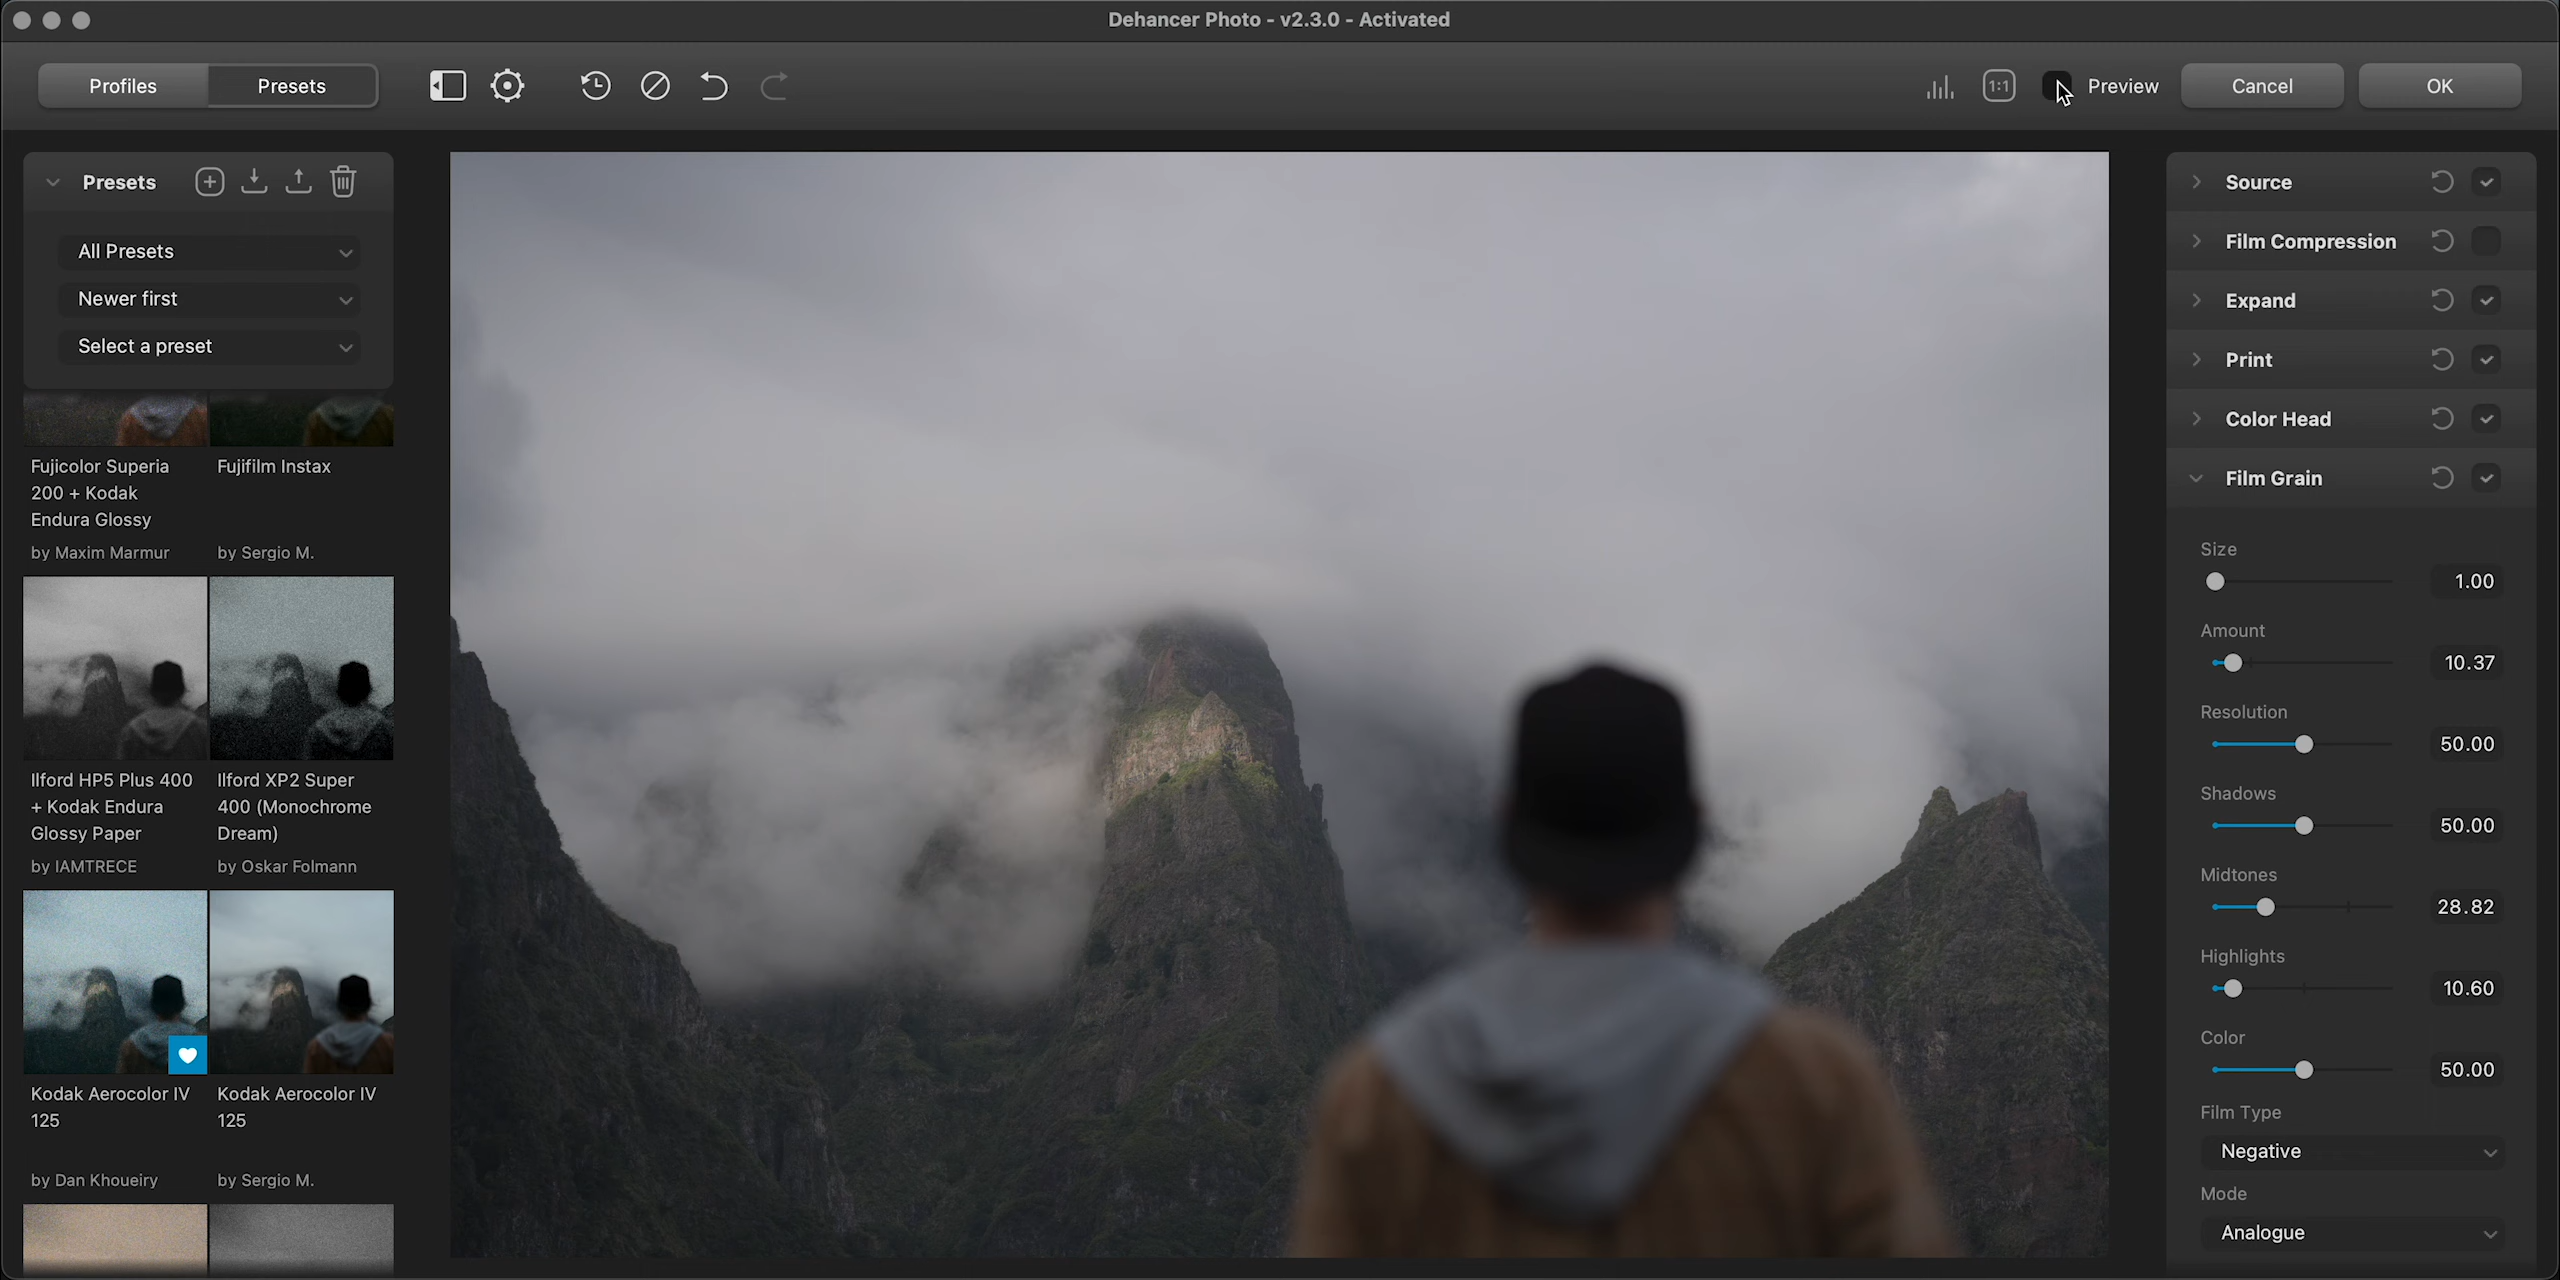 Dehancer Photo - v2.3.0 - Activated
Profiles
Presets
1:1
Preview
Cancel
OK
Presets
All Presets
Newer first
Select a preset
Fujicolor Superia
200 + Kodak
Endura Glossy
by Maxim Marmur
Fujifilm Instax
by Sergio M.
Ilford HP5 Plus 400
+ Kodak Endura
Glossy Paper
by IAMTRECE
Ilford XP2 Super
400 (Monochrome
Dream)
by Oskar Folmann
Kodak Aerocolor IV
125
by Dan Khoueiry
Kodak Aerocolor IV
125
by Sergio M.
Source
Film Compression
Expand
Print
Color Head
Film Grain
Size
1.00
Amount
10.37
Resolution
50.00
Shadows
50.00
Midtones
28.82
Highlights
10.60
Color
50.00
Film Type
Negative
Mode
Analogue